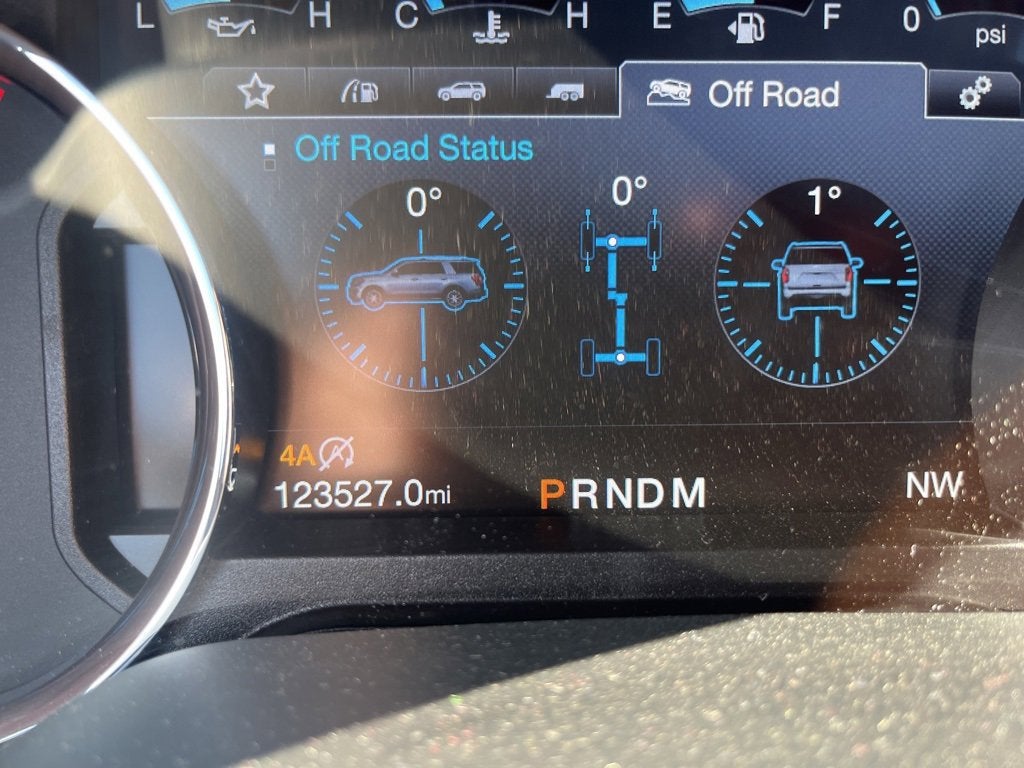 L H C H E F 0
psi
Off Road
Off Road Status
0° 0° 1°
4A A
123527.0mi PRNDM NW